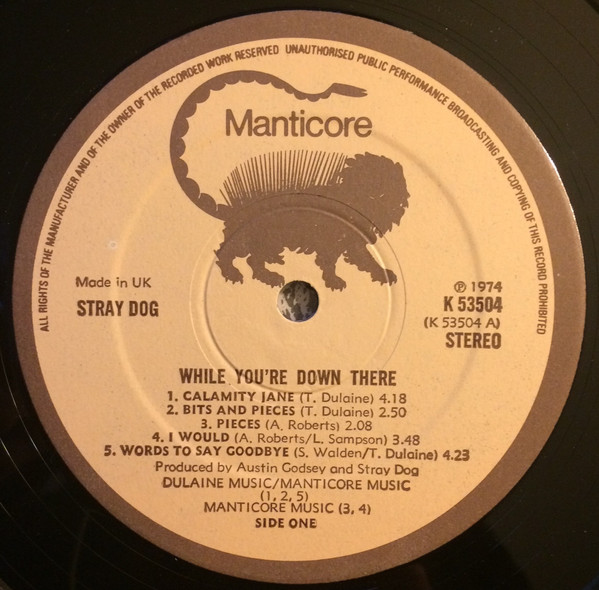 ALL RIGHTS OF THE MANUFACTURER AND OF THE OWNER OF THE RECORDED WORK RESERVED UNAUTHORISED PUBLIC PERFORMANCE BROADCASTING AND COPYING OF THIS RECORD PROHIBITED
Manticore
Made in UK
STRAY DOG
℗ 1974
K 53504
(K 53504 A)
STEREO
WHILE YOU'RE DOWN THERE
1. CALAMITY JANE (T. Dulaine) 4.18
2. BITS AND PIECES (T. Dulaine) 2.50
3. PIECES (A. Roberts) 2.08
4. I WOULD (A. Roberts/L. Sampson) 3.48
5. WORDS TO SAY GOODBYE (S. Walden/T. Dulaine) 4.23
Produced by Austin Godsey and Stray Dog
DULAINE MUSIC/MANTICORE MUSIC
(1, 2, 5)
MANTICORE MUSIC (3, 4)
SIDE ONE